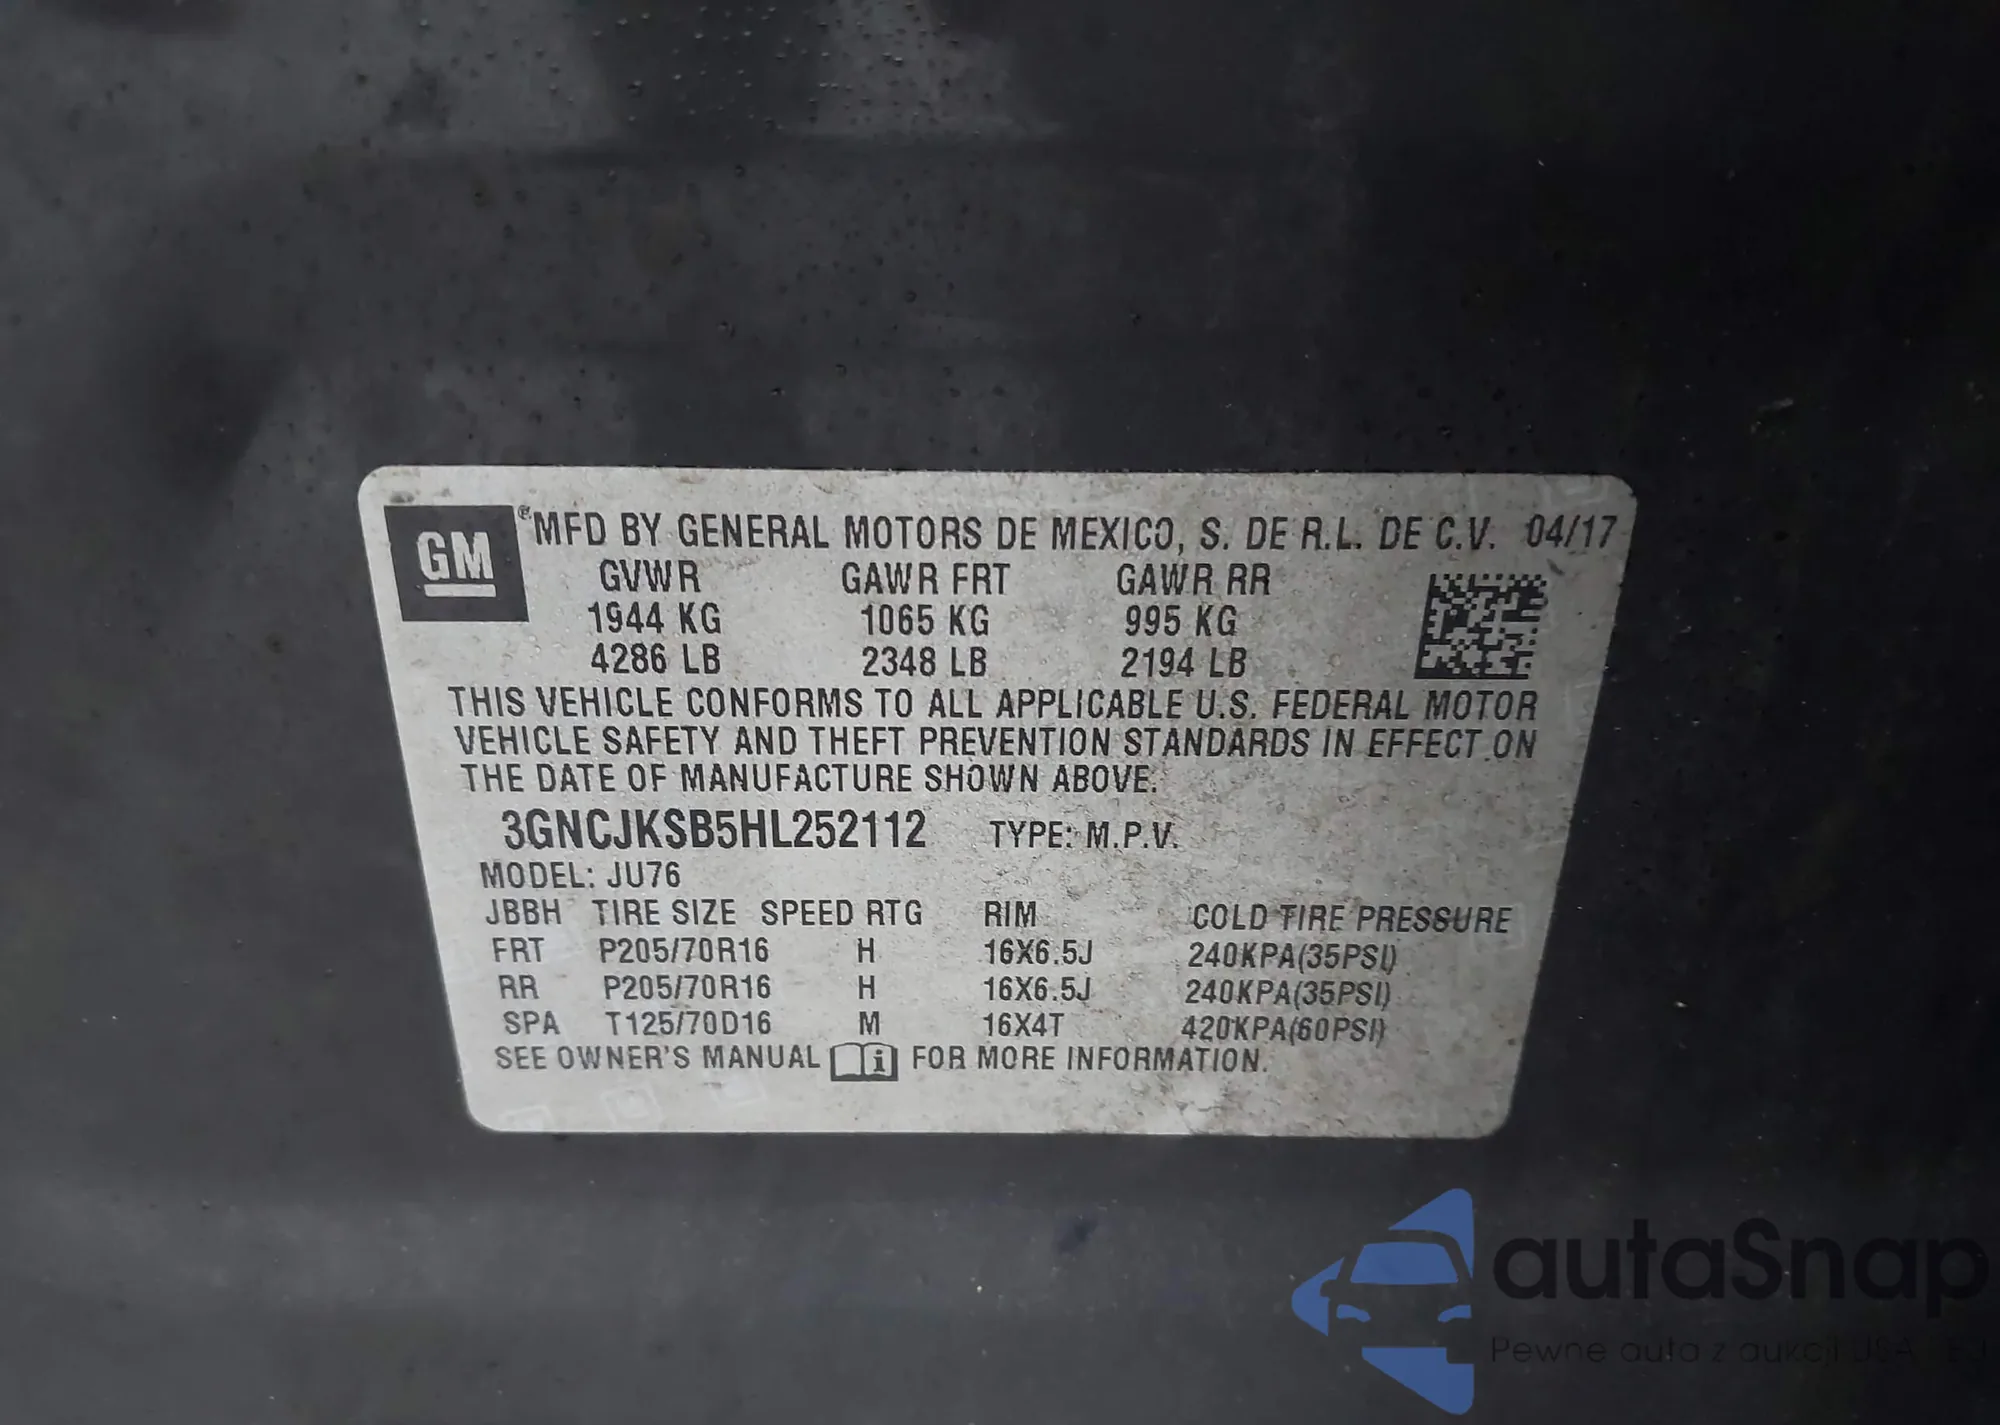 GM ® MFD BY GENERAL MOTORS DE MEXICO, S. DE R.L. DE C.V. 04/17
GVWR GAWR FRT GAWR RR
1944 KG 1065 KG 995 KG
4286 LB 2348 LB 2194 LB
THIS VEHICLE CONFORMS TO ALL APPLICABLE U.S. FEDERAL MOTOR
VEHICLE SAFETY AND THEFT PREVENTION STANDARDS IN EFFECT ON
THE DATE OF MANUFACTURE SHOWN ABOVE.
3GNCJKSB5HL252112 TYPE: M.P.V.
MODEL: JU76
JBBH TIRE SIZE SPEED RTG RIM COLD TIRE PRESSURE
FRT P205/70R16 H 16X6.5J 240KPA(35PSI)
RR P205/70R16 H 16X6.5J 240KPA(35PSI)
SPA T125/70D16 M 16X4T 420KPA(60PSI)
SEE OWNER'S MANUAL i FOR MORE INFORMATION.
autaSnap
Pewne auta z aukcji USA